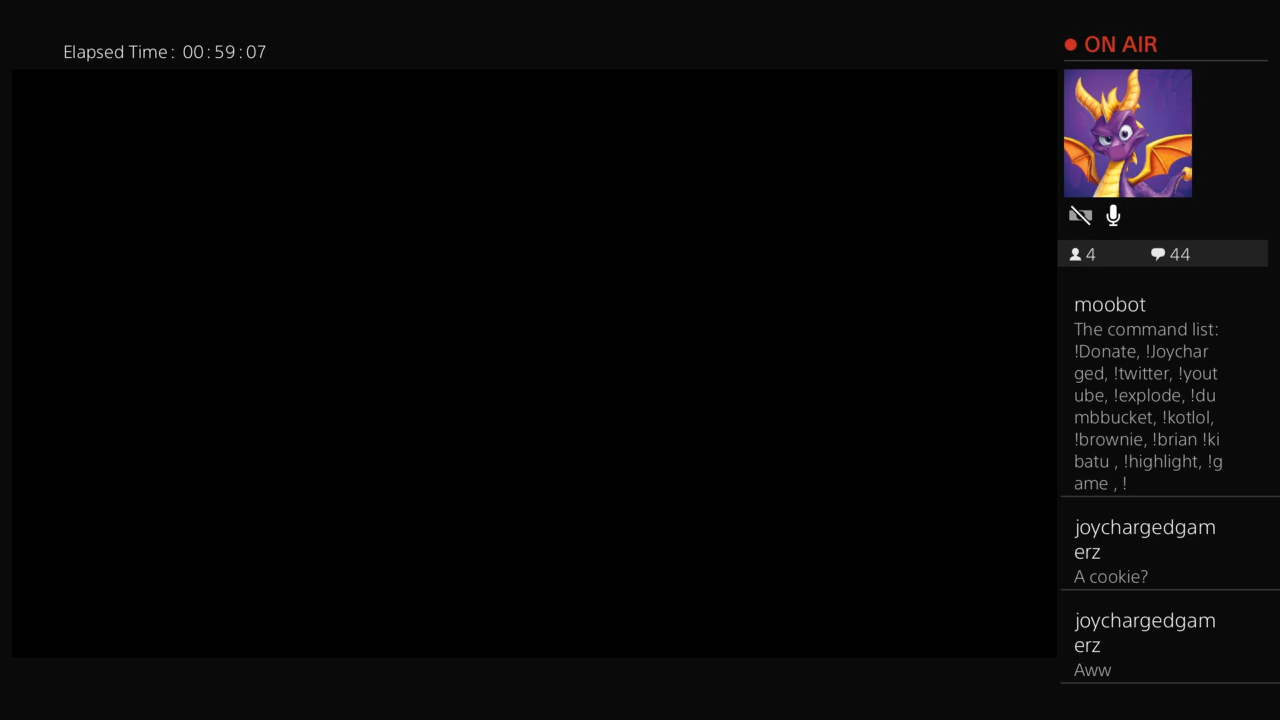 Elapsed Time: 00:59:07
ON AIR
4 44
moobot
The command list:
!Donate, !Joychar
ged, !twitter, !yout
ube, !explode, !du
mbbucket, !kotlol,
!brownie, !brian !ki
batu , !highlight, !g
ame , !
joychargedgam
erz
A cookie?
joychargedgam
erz
Aww